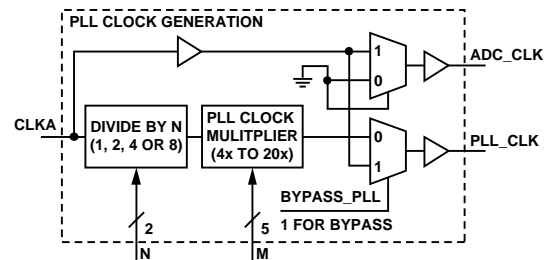 PLL CLOCK GENERATION
1
0
ADC_CLK
CLKA
DIVIDE BY N
(1, 2, 4 OR 8)
PLL CLOCK
MULITPLIER
(4x TO 20x)
0
1
PLL_CLK
BYPASS_PLL
1 FOR BYPASS
2
5
N
M